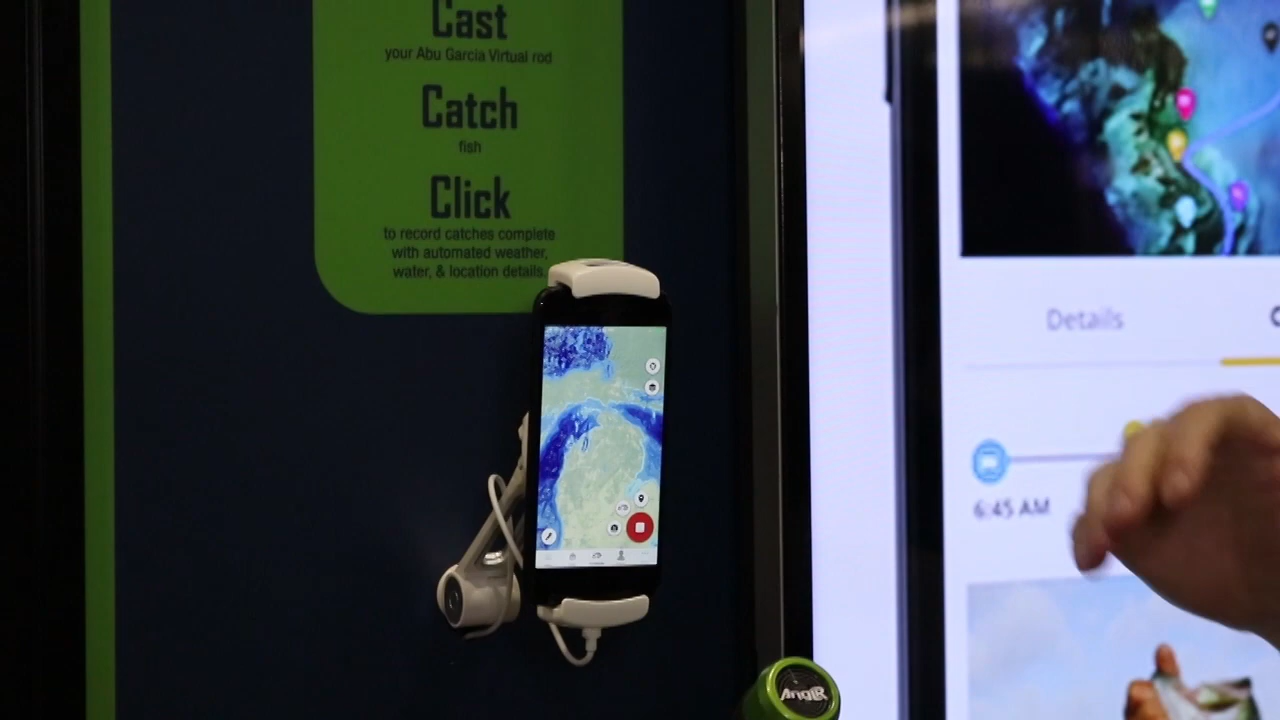 Cast
your Abu Garcia Virtual rod
Catch
fish
Click
to record catches complete
with automated weather,
water, & location details.
Details
6:45 AM
AnglR